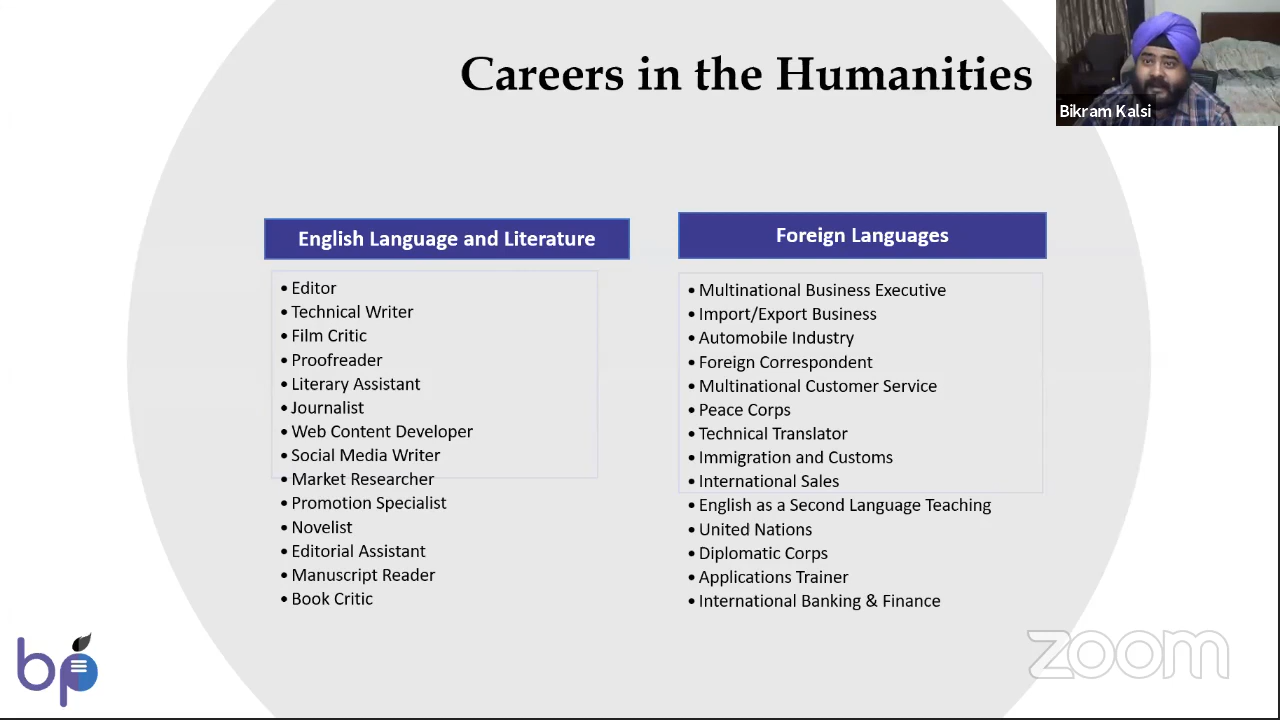 Careers in the Humanities
Bikram Kalsi
English Language and Literature
• Editor
• Technical Writer
• Film Critic
• Proofreader
• Literary Assistant
• Journalist
• Web Content Developer
• Social Media Writer
• Market Researcher
• Promotion Specialist
• Novelist
• Editorial Assistant
• Manuscript Reader
• Book Critic
Foreign Languages
• Multinational Business Executive
• Import/Export Business
• Automobile Industry
• Foreign Correspondent
• Multinational Customer Service
• Peace Corps
• Technical Translator
• Immigration and Customs
• International Sales
• English as a Second Language Teaching
• United Nations
• Diplomatic Corps
• Applications Trainer
• International Banking & Finance
bp
zoom